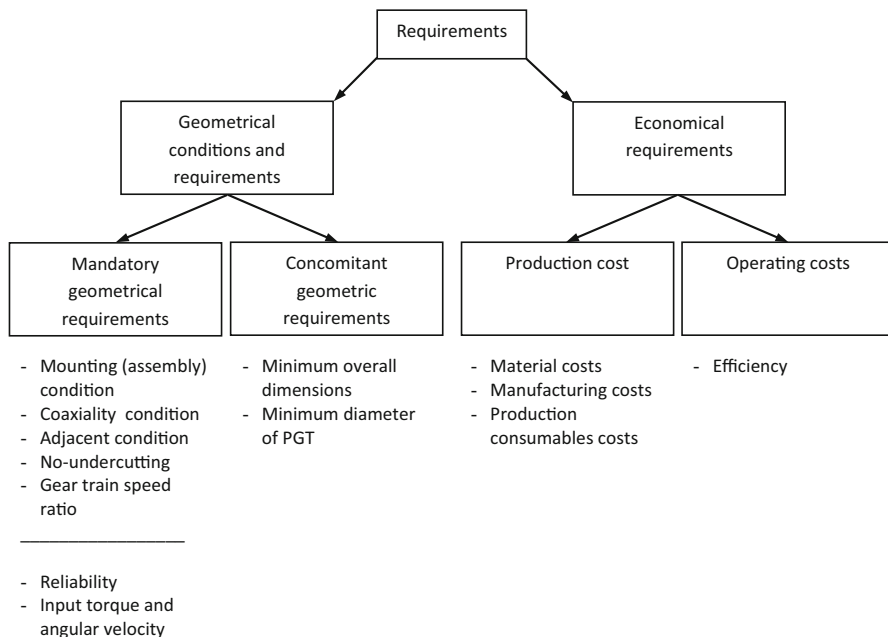 Requirements
Geometrical
conditions and
requirements
Economical
requirements
Mandatory
geometrical
requirements
Concomitant
geometric
requirements
Production cost
Operating costs
- Mounting (assembly)
condition
- Coaxiality condition
- Adjacent condition
- No-undercutting
- Gear train speed
ratio
- Reliability
- Input torque and
angular velocity
- Minimum overall
dimensions
- Minimum diameter
of PGT
- Material costs
- Manufacturing costs
- Production
consumables costs
- Efficiency